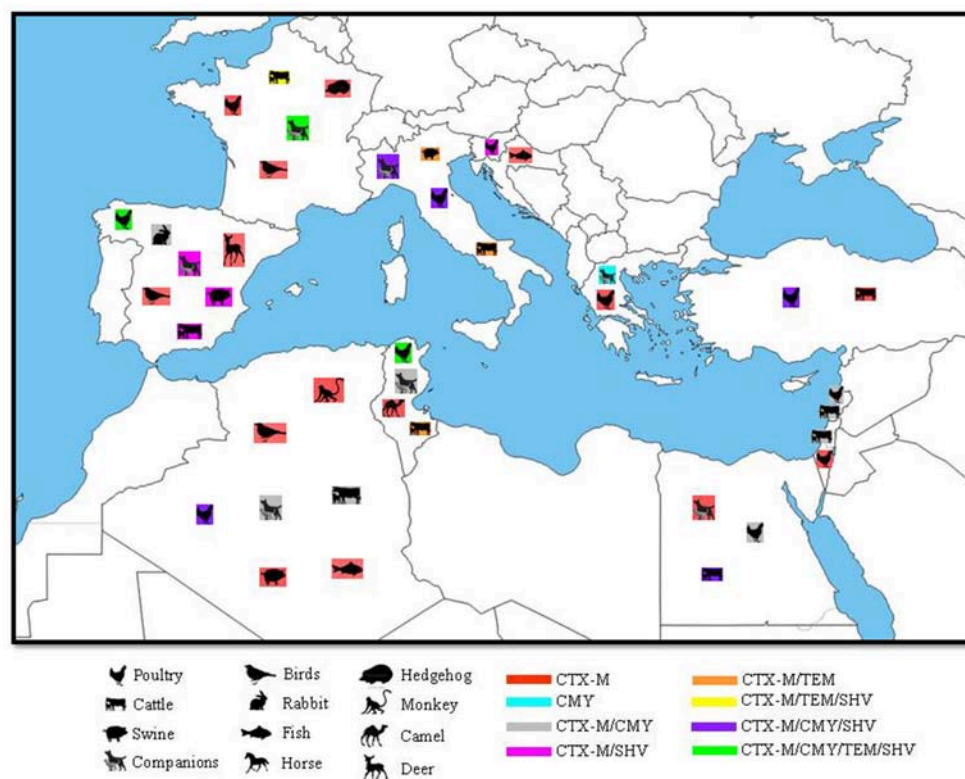 Poultry Birds Hedgehog CTX-M CTX-M/TEM
Cattle Rabbit Monkey CMY CTX-M/TEM/SHV
Swine Fish Camel CTX-M/CMY CTX-M/CMY/SHV
Companions Horse Deer CTX-M/SHV CTX-M/CMY/TEM/SHV